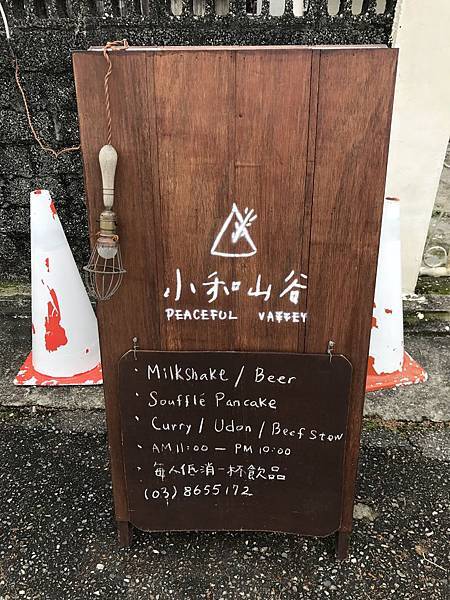 小和山谷
PEACEFUL VALLEY
· Milkshake / Beer
· Soufflé Pancake
· Curry / Udon / Beef Stew
· AM 11:00 — PM 10:00
· 每人低消一杯飲品
(03) 8655172